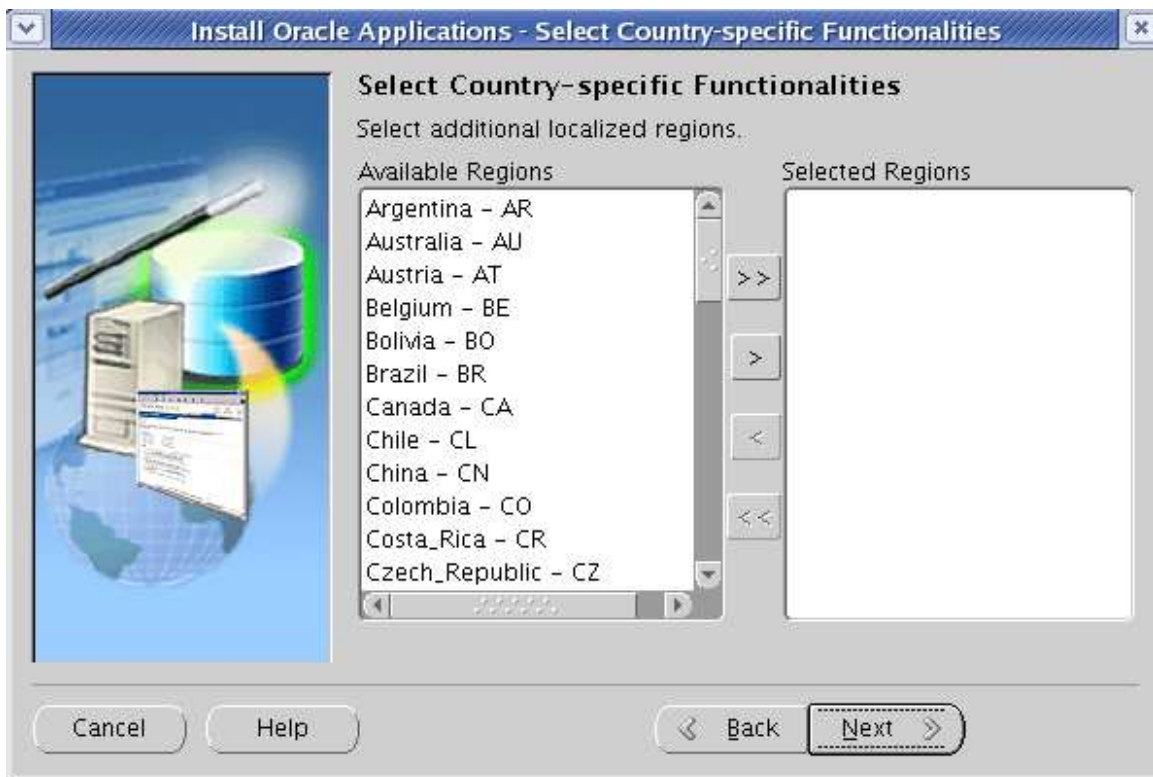 Install Oracle Applications - Select Country-specific Functionalities
Select Country-specific Functionalities
Select additional localized regions.
Available Regions
Argentina - AR
Australia - AU
Austria - AT
Belgium - BE
Bolivia - BO
Brazil - BR
Canada - CA
Chile - CL
China - CN
Colombia - CO
Costa_Rica - CR
Czech_Republic - CZ
>>
>
<
<<
Selected Regions
Cancel
Help
Back
Next